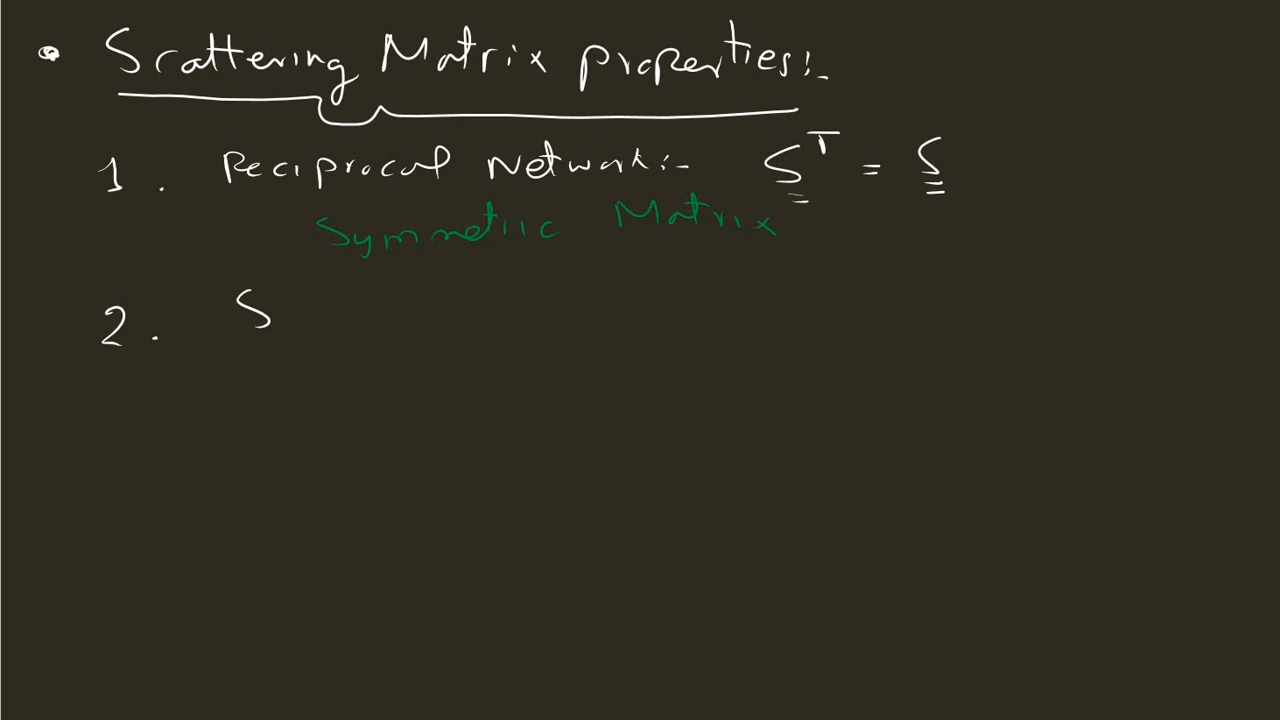 • Scattering Matrix properties:-
1. Reciprocal Network:- S^T = S
Symmetric Matrix
2. S